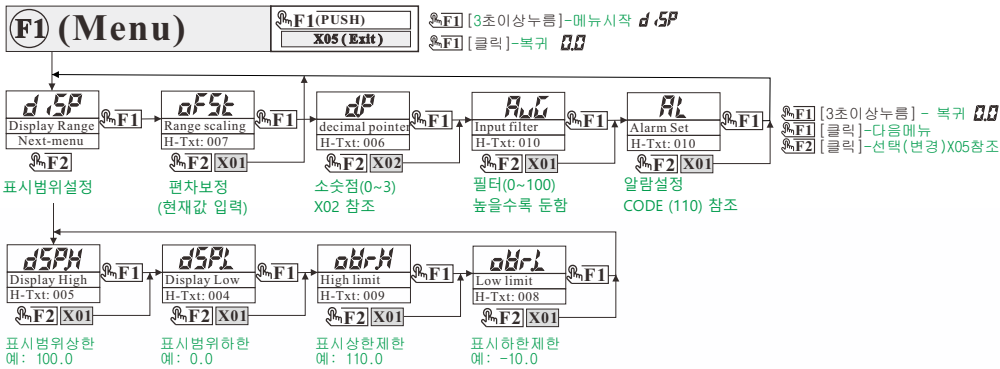 F1 (Menu)
F1(PUSH)
X05 (Exit)
F1 [3초이상누름]-메뉴시작 diSP
F1 [클릭]-복귀 0.0
diSP
Display Range
Next-menu
F2
표시범위설정
F1
oFSt
Range scaling
H-Txt: 007
F2 X01
편차보정
(현재값 입력)
F1
dP
decimal pointer
H-Txt: 006
F2 X02
소숫점(0~3)
X02 참조
F1
AvG
Input filter
H-Txt: 010
F2 X01
필터(0~100)
높을수록 둔함
F1
AL
Alarm Set
H-Txt: 010
F2 X01
알람설정
CODE (110) 참조
F1
F1 [3초이상누름] - 복귀 0.0
F1 [클릭]-다음메뉴
F2 [클릭]-선택(변경)X05참조
dSPH
Display High
H-Txt: 005
F2 X01
표시범위상한
예: 100.0
F1
dSPL
Display Low
H-Txt: 004
F2 X01
표시범위하한
예: 0.0
F1
oVr.H
High limit
H-Txt: 009
F2 X01
표시상한제한
예: 110.0
F1
oVr.L
Low limit
H-Txt: 008
F2 X01
표시하한제한
예: -10.0
F1